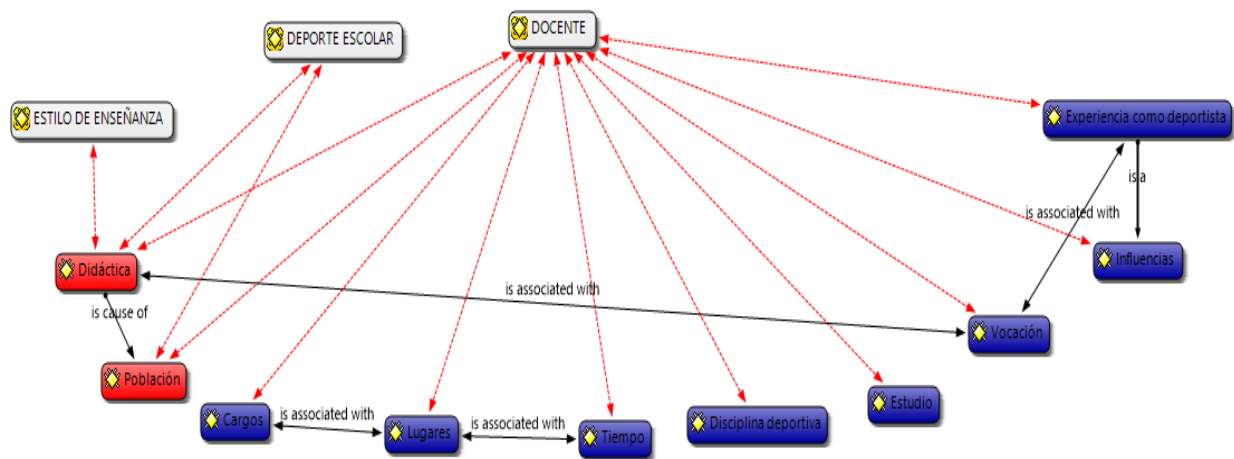 DEPORTE ESCOLAR
DOCENTE
ESTILO DE ENSEÑANZA
Experiencia como deportista
is a
is associated with
Influencias
Didáctica
is associated with
is cause of
Vocación
Población
Estudio
Cargos
is associated with
Lugares
is associated with
Tiempo
Disciplina deportiva